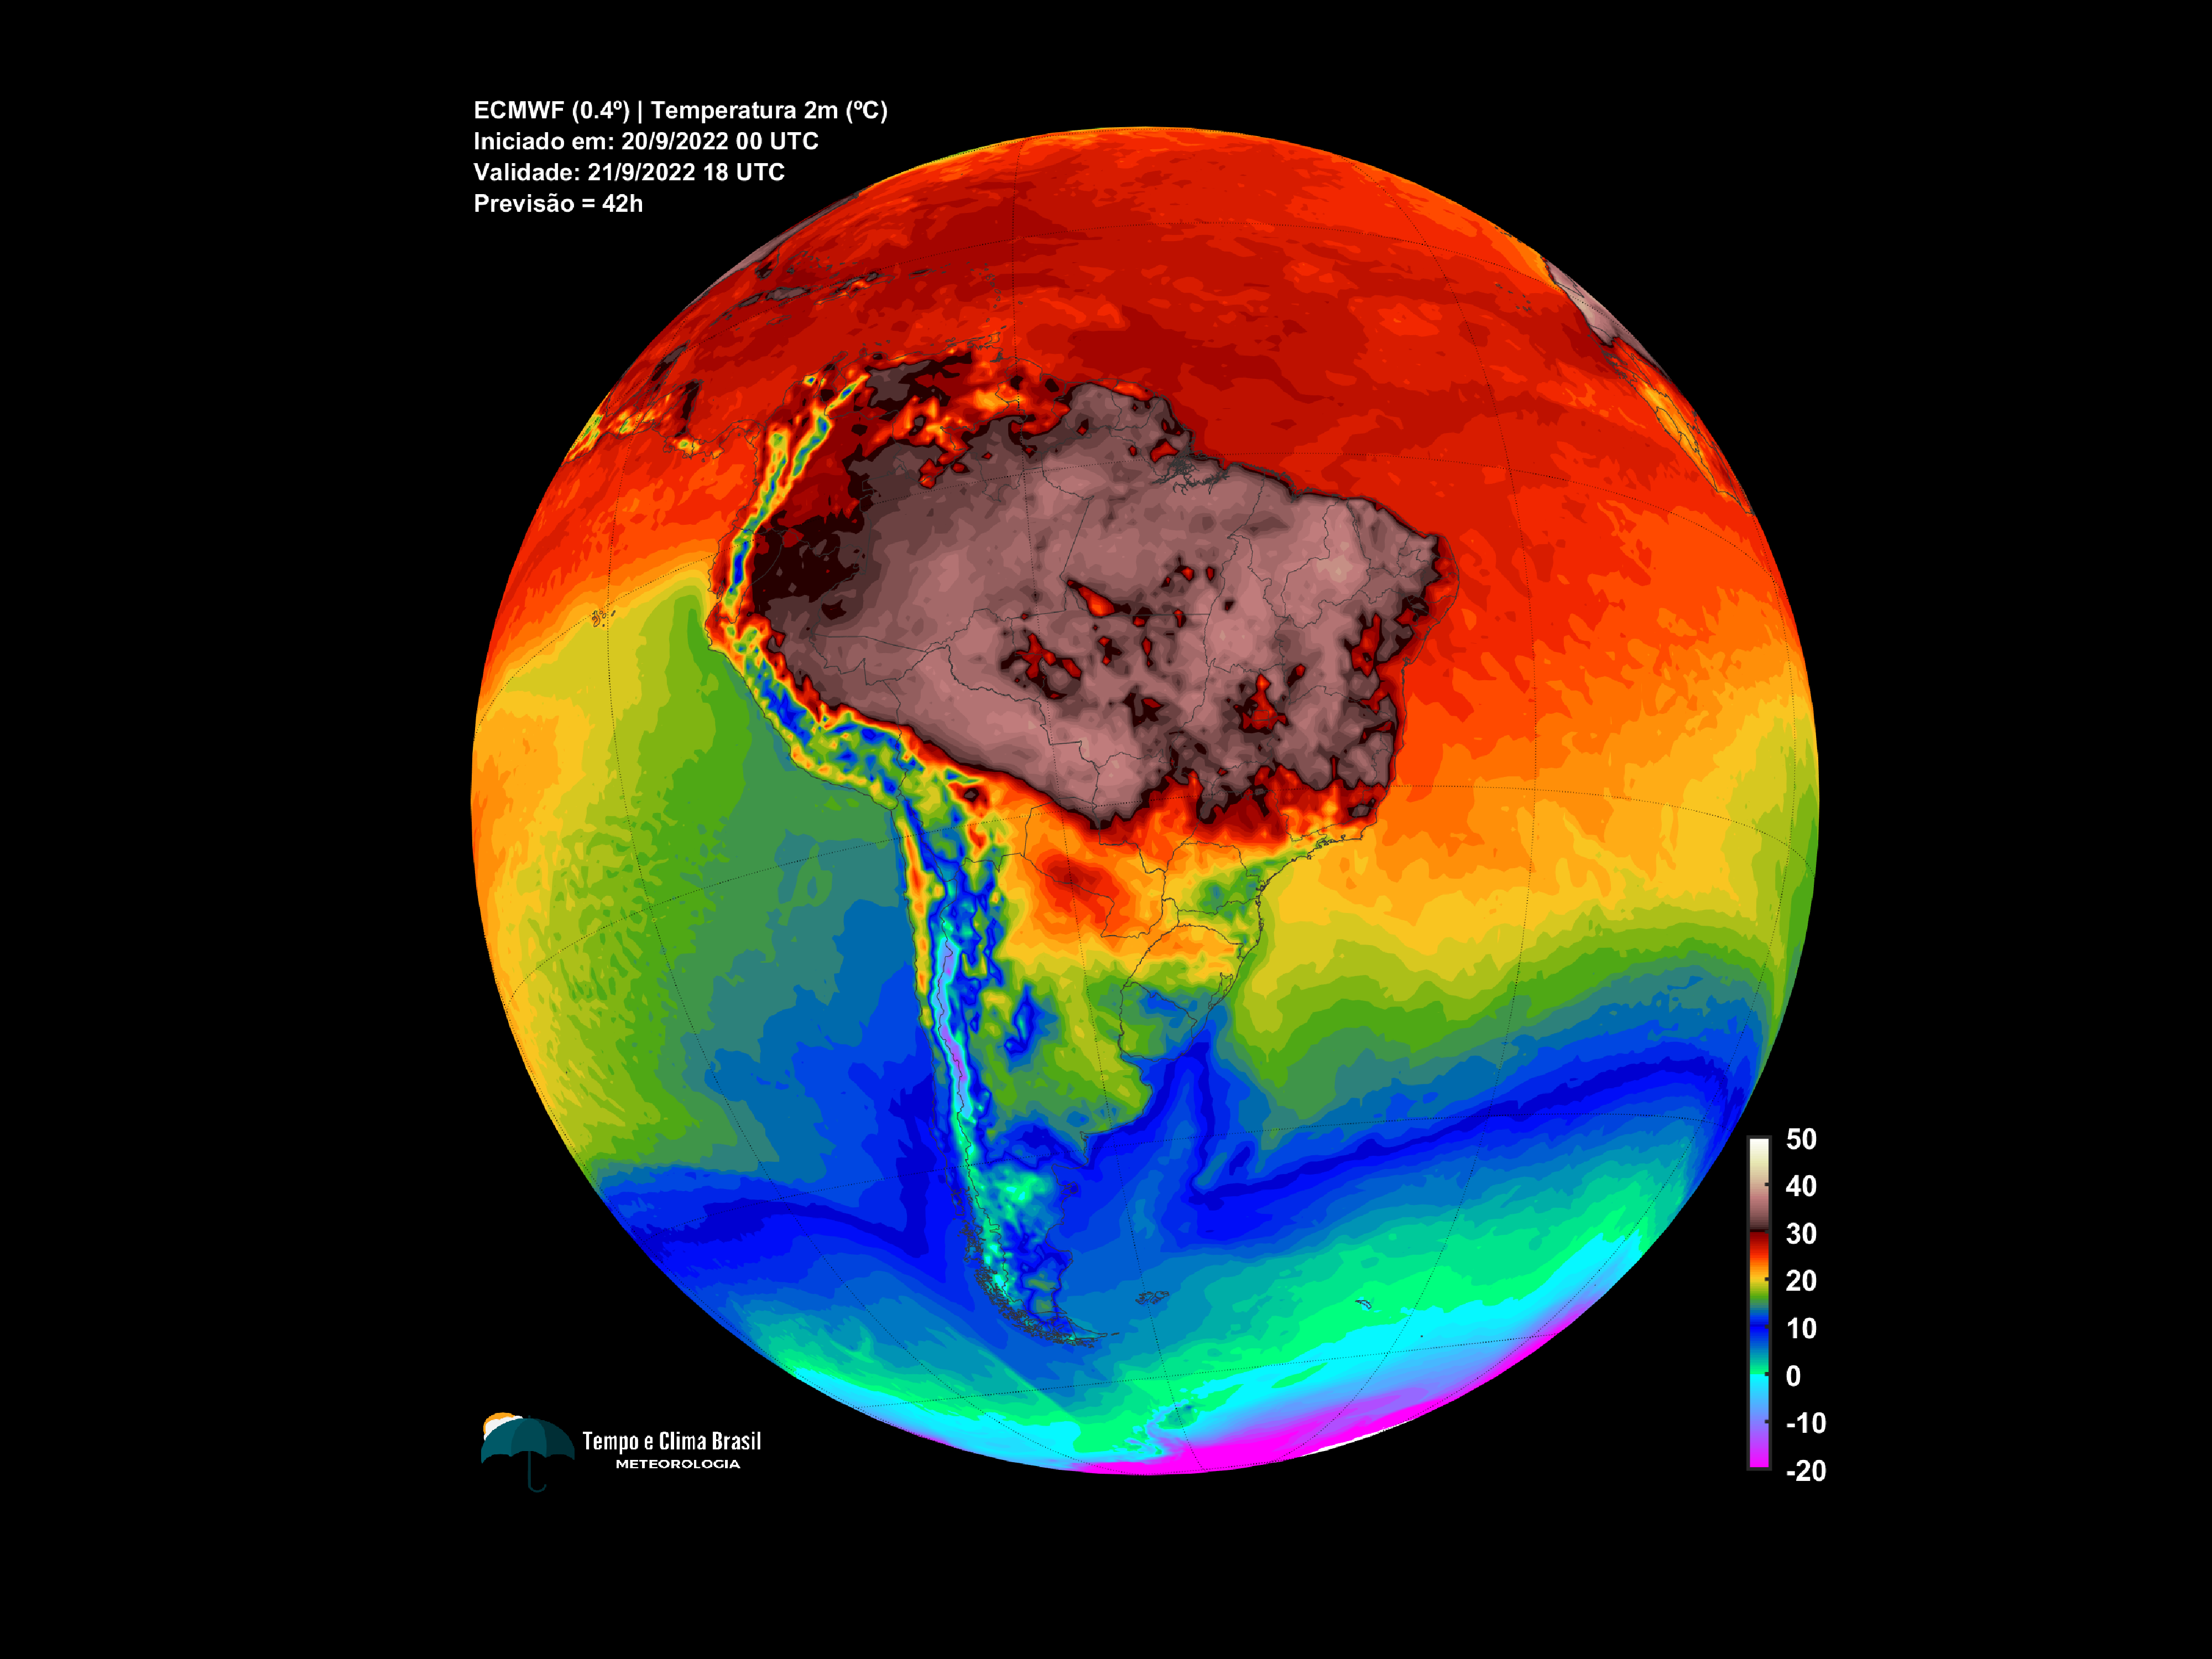 ECMWF (0.4º) | Temperatura 2m (ºC)
Iniciado em: 20/9/2022 00 UTC
Validade: 21/9/2022 18 UTC
Previsão = 42h
50
40
30
20
10
0
-10
-20
Tempo e Clima Brasil
METEOROLOGIA